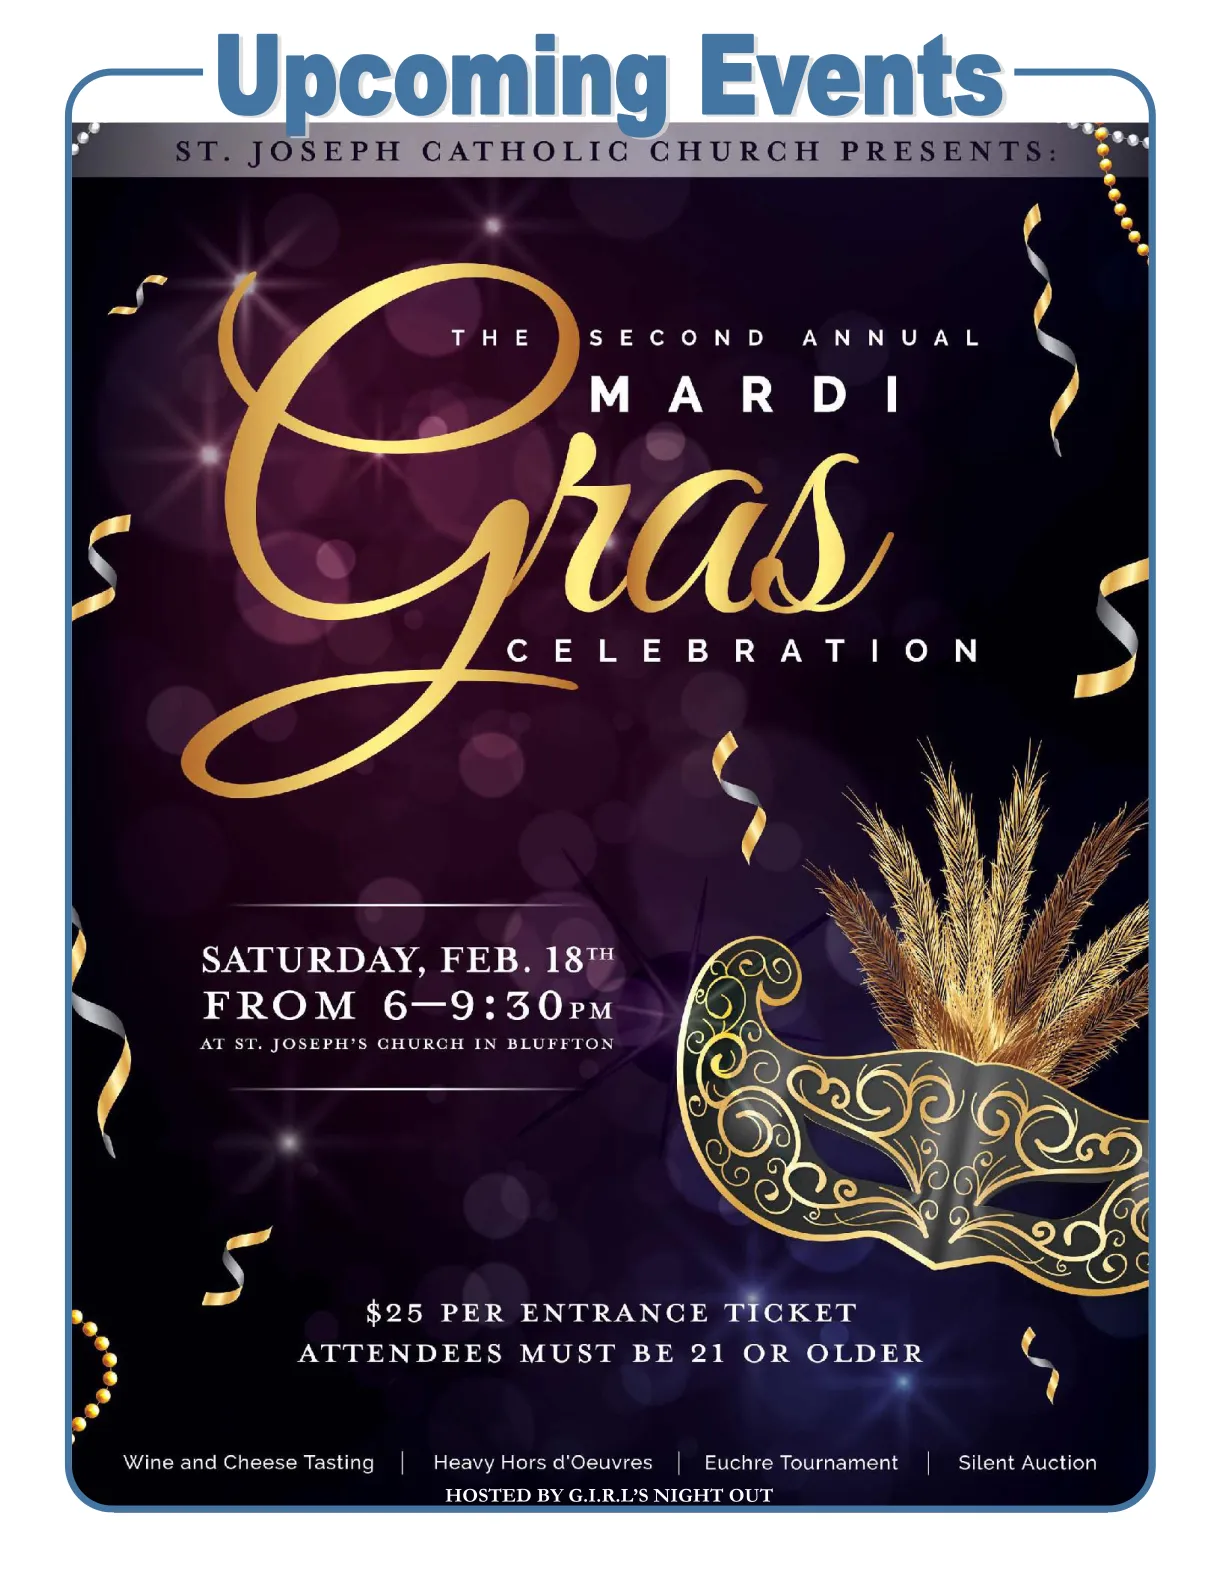 Upcoming Events
ST. JOSEPH CATHOLIC CHURCH PRESENTS:
THE SECOND ANNUAL
MARDI
Gras
CELEBRATION
SATURDAY, FEB. 18TH
FROM 6—9:30PM
AT ST. JOSEPH'S CHURCH IN BLUFFTON
$25 PER ENTRANCE TICKET
ATTENDEES MUST BE 21 OR OLDER
Wine and Cheese Tasting | Heavy Hors d'Oeuvres | Euchre Tournament | Silent Auction
HOSTED BY G.I.R.L'S NIGHT OUT